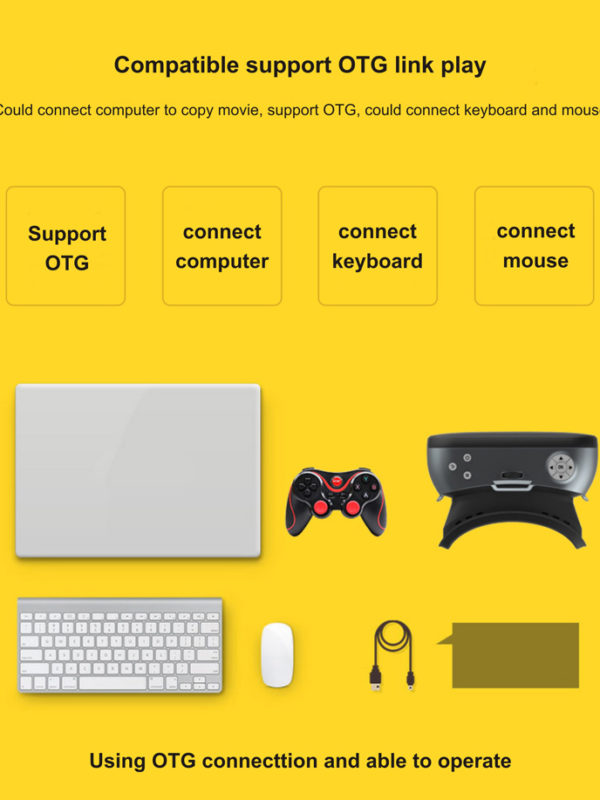 Compatible support OTG link play
Could connect computer to copy movie, support OTG, could connect keyboard and mouse
Support
OTG
connect
computer
connect
keyboard
connect
mouse
Using OTG connecttion and able to operate